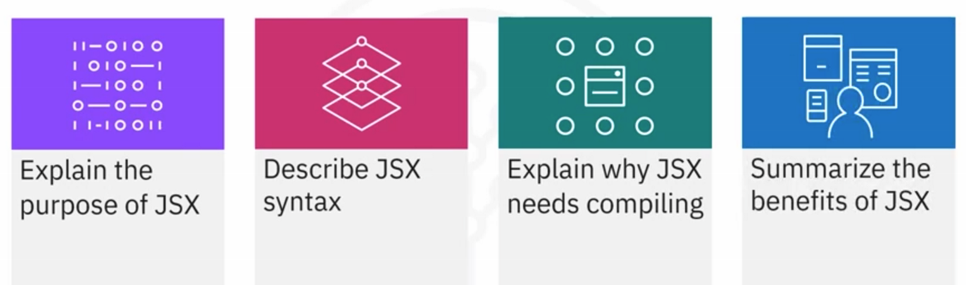 Explain the
purpose of JSX
Describe JSX
syntax
Explain why JSX
needs compiling
Summarize the
benefits of JSX